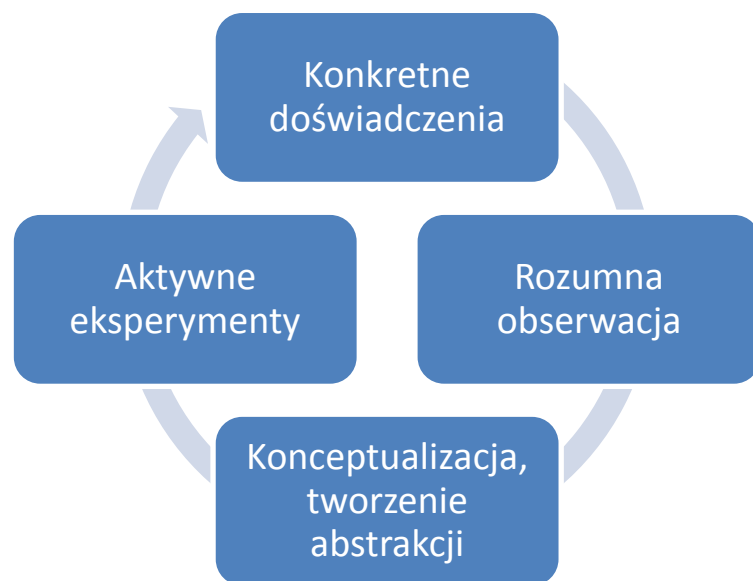 Konkretne
doświadczenia
Aktywne
eksperymenty
Rozumna
obserwacja
Konceptualizacja,
tworzenie
abstrakcji